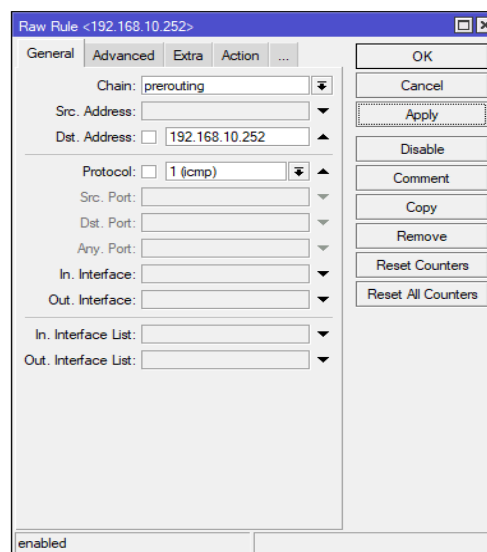 Raw Rule <192.168.10.252>
General Advanced Extra Action ...
Chain: prerouting
Src. Address:
Dst. Address: 192.168.10.252
Protocol: 1 (icmp)
Src. Port:
Dst. Port:
Any. Port:
In. Interface:
Out. Interface:
In. Interface List:
Out. Interface List:
OK
Cancel
Apply
Disable
Comment
Copy
Remove
Reset Counters
Reset All Counters
enabled